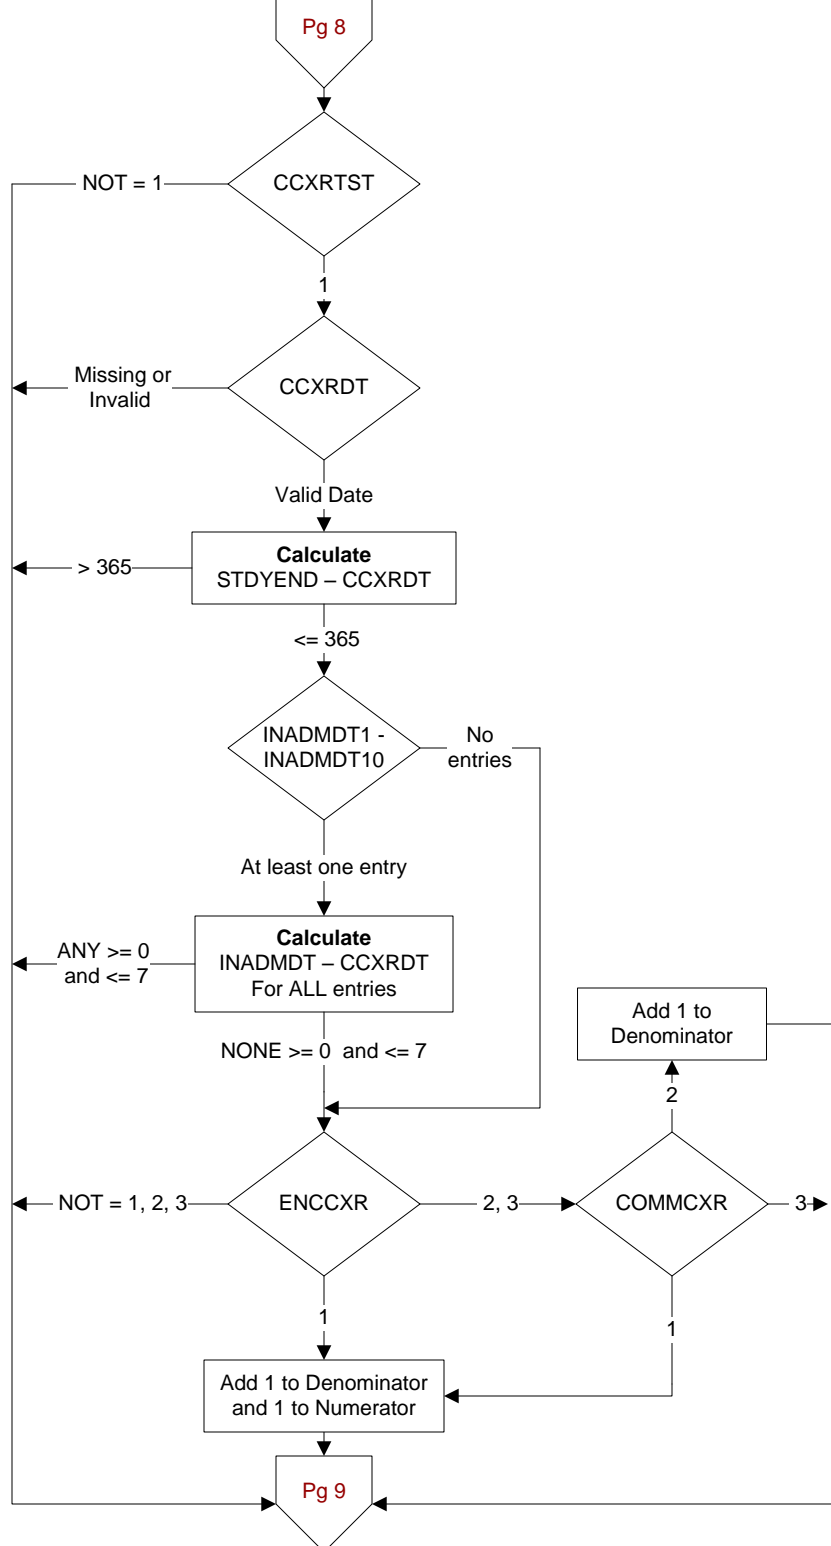 Pg 8
CCXRTST
NOT = 1
1
CCXRDT
Missing or
Invalid
Valid Date
Calculate
STDYEND – CCXRDT
> 365
<= 365
INADMDT1 -
INADMDT10
No
entries
At least one entry
Calculate
INADMDT – CCXRDT
For ALL entries
ANY >= 0
and <= 7
NONE >= 0 and <= 7
Add 1 to
Denominator
2
NOT = 1, 2, 3
ENCCXR
2, 3
COMMCXR
3
1
1
Add 1 to Denominator
and 1 to Numerator
Pg 9